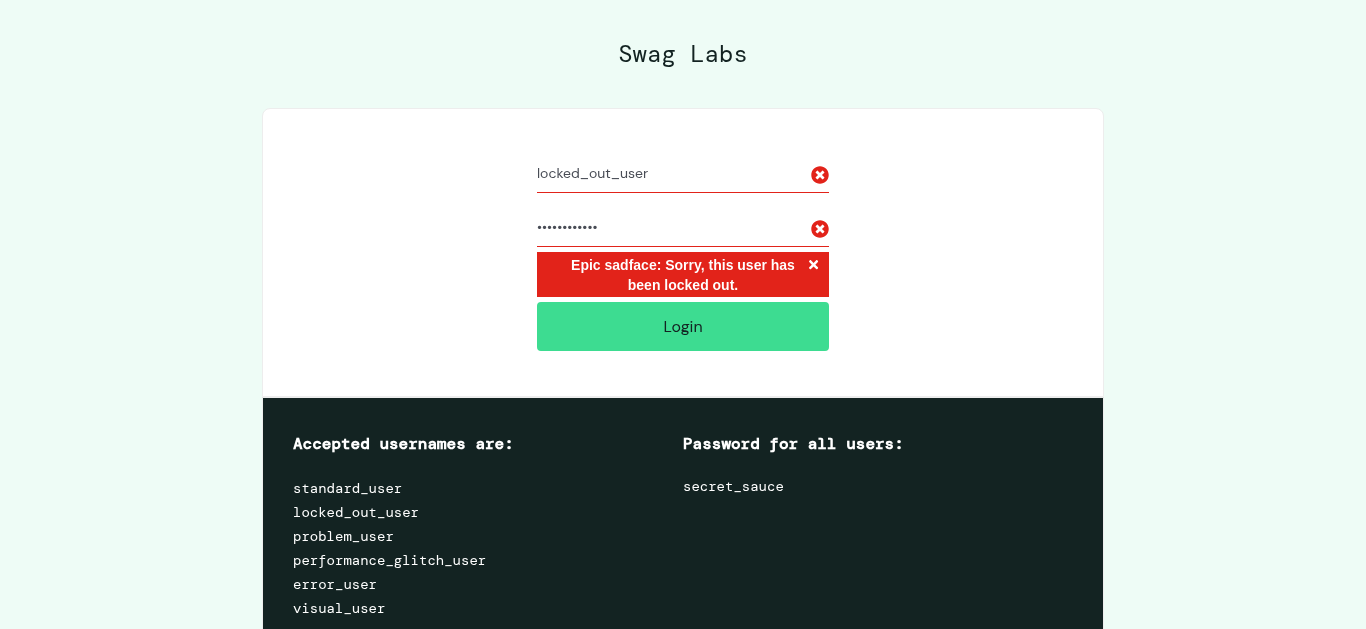 Swag Labs
locked_out_user
••••••••••••
Epic sadface: Sorry, this user has
been locked out.
Login
Accepted usernames are:
standard_user
locked_out_user
problem_user
performance_glitch_user
error_user
visual_user
Password for all users:
secret_sauce